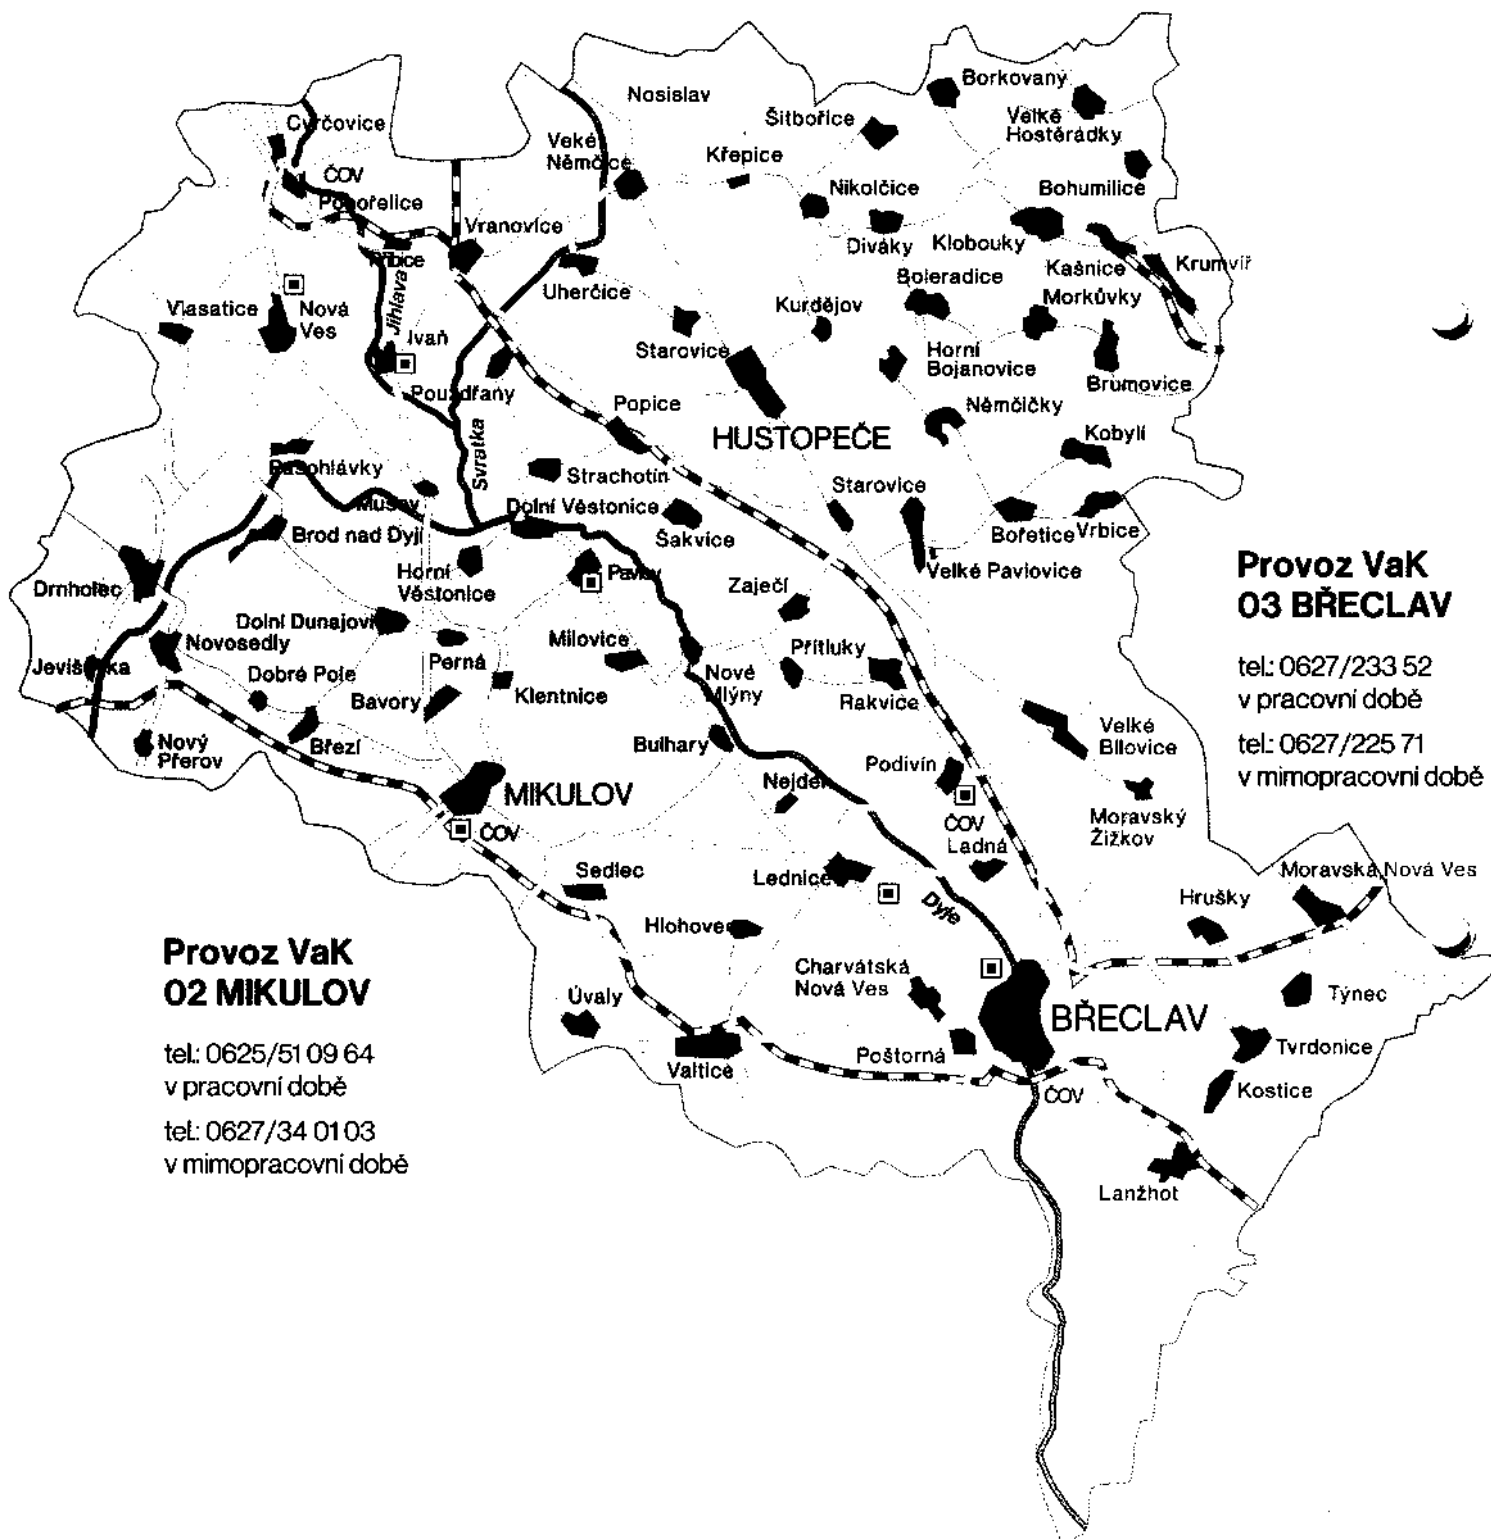 Borkovaný
Nosislav
Šitbořice
Velké
Hostěrádky
Cvrčovice
Veké
Němčice
Křepice
ČOV
Pohořelice
Nikolčice
Bohumilice
Vranovice
Diváky
Klobouky
Přibice
Kašnice
Krumvíř
Uherčice
Boleradice
Morkůvky
Jihlava
Vlasatice
Nová
Ves
Kurdějov
Ivaň
Starovice
Horní
Bojanovice
Brumovice
Pouzdřany
Popice
Němčičky
HUSTOPEČE
Kobylí
Svratka
Pasohlávky
Strachotín
Starovice
Mušov
Dolní Věstonice
Brod nad Dyjí
Šakvice
Bořetice
Vrbice
Horní
Věstonice
Pavlov
Velké Pavlovice
Drnholec
Zaječí
Provoz VaK
03 BŘECLAV
Dolní Dunajovi
Novosedly
Perná
Milovice
Přítluky
Jevišovka
Dobré Pole
Bavory
Klentnice
Nové
Mlýny
Rakvice
tel.: 0627/233 52
v pracovní době
tel.: 0627/225 71
v mimopracovní době
Nový
Přerov
Březí
Bulhary
Velké
Bílovice
Podivín
MIKULOV
Nejdek
Moravský
Žižkov
ČOV
ČOV
Ladná
Sedlec
Lednice
Moravská Nová Ves
Hrušky
Dyje
Hlohovec
Provoz VaK
02 MIKULOV
Charvátská
Nová Ves
Úvaly
Týnec
BŘECLAV
tel.: 0625/51 09 64
v pracovní době
Valtice
Poštorná
Tvrdonice
ČOV
Kostice
tel.: 0627/34 01 03
v mimopracovní době
Lanžhot